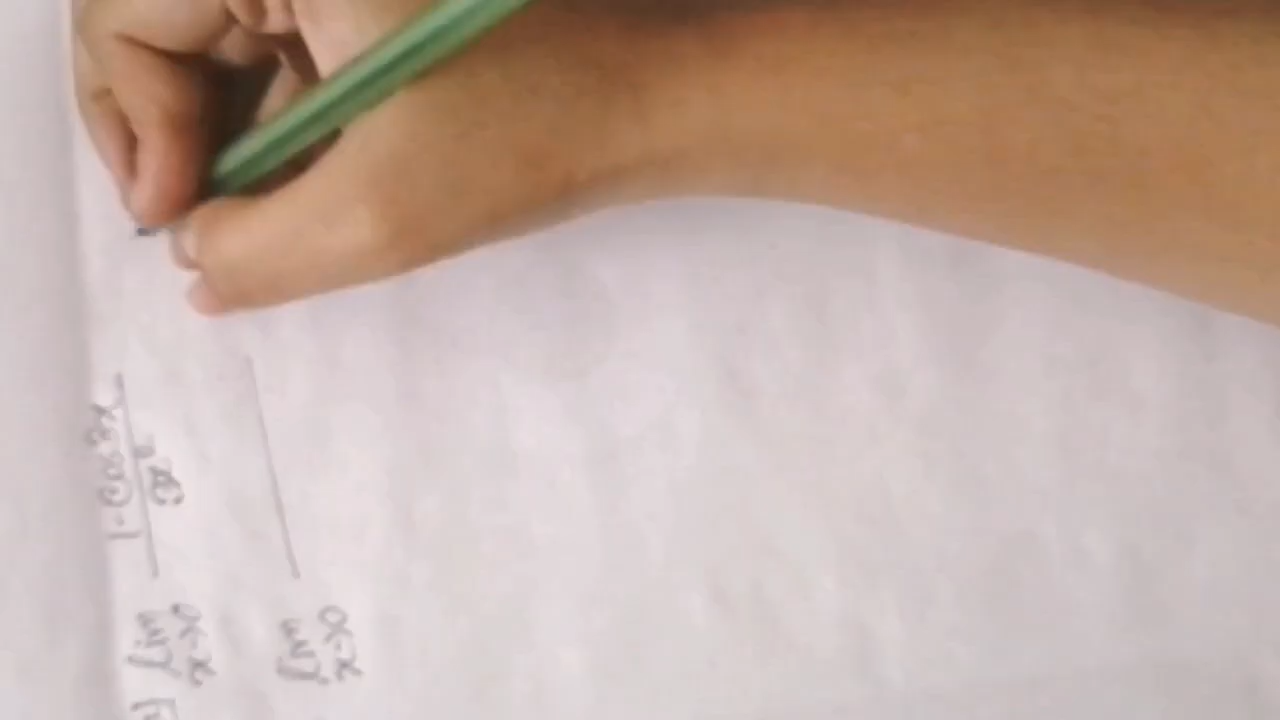 lim x→0 1-cos3x / x²
lim x→0